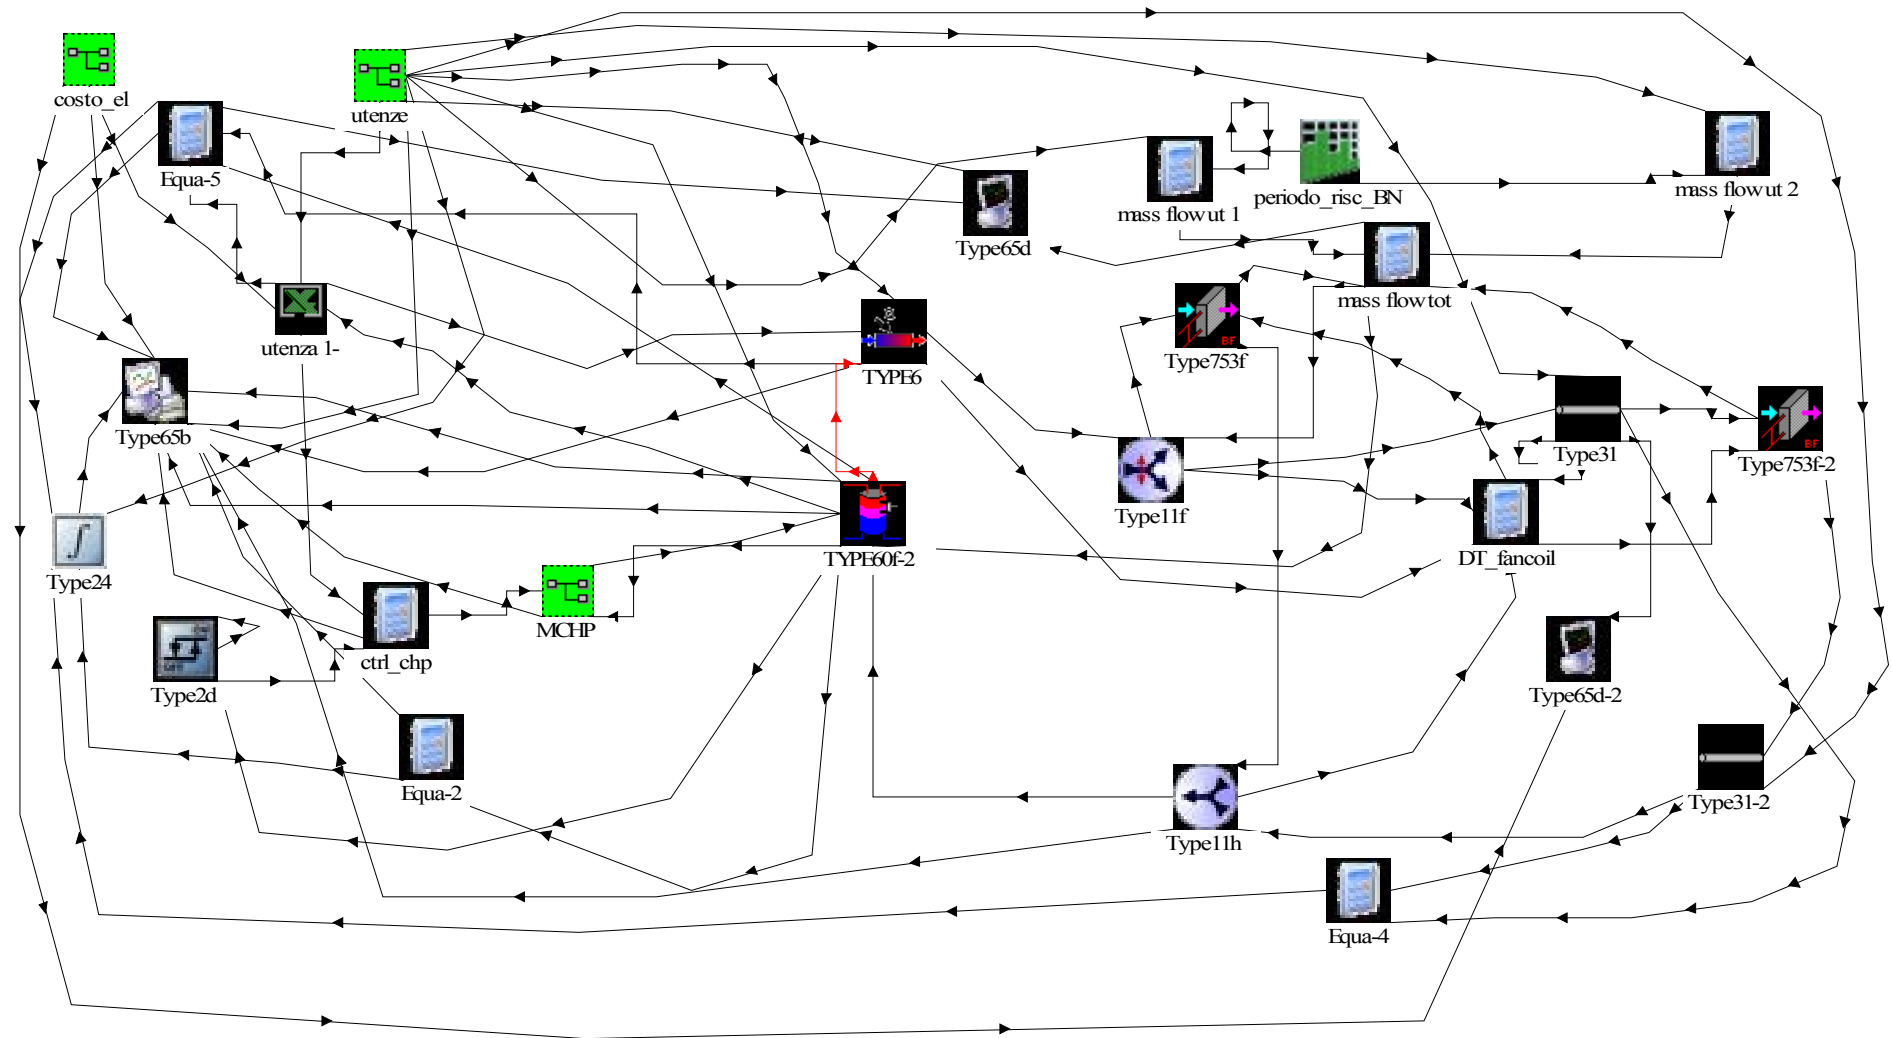 costo_el
utenze
Equa-5
mass flowut 1
periodo_risc_BN
mass flowut 2
Type65d
mass flowtot
utenza 1-
TYPE6
Type753f
Type65b
Type31
Type753f-2
Type11f
DT_fancoil
Type24
TYPE60f-2
MCHP
ctrl_chp
Type2d
Type65d-2
Equa-2
Type31-2
Type11h
Equa-4